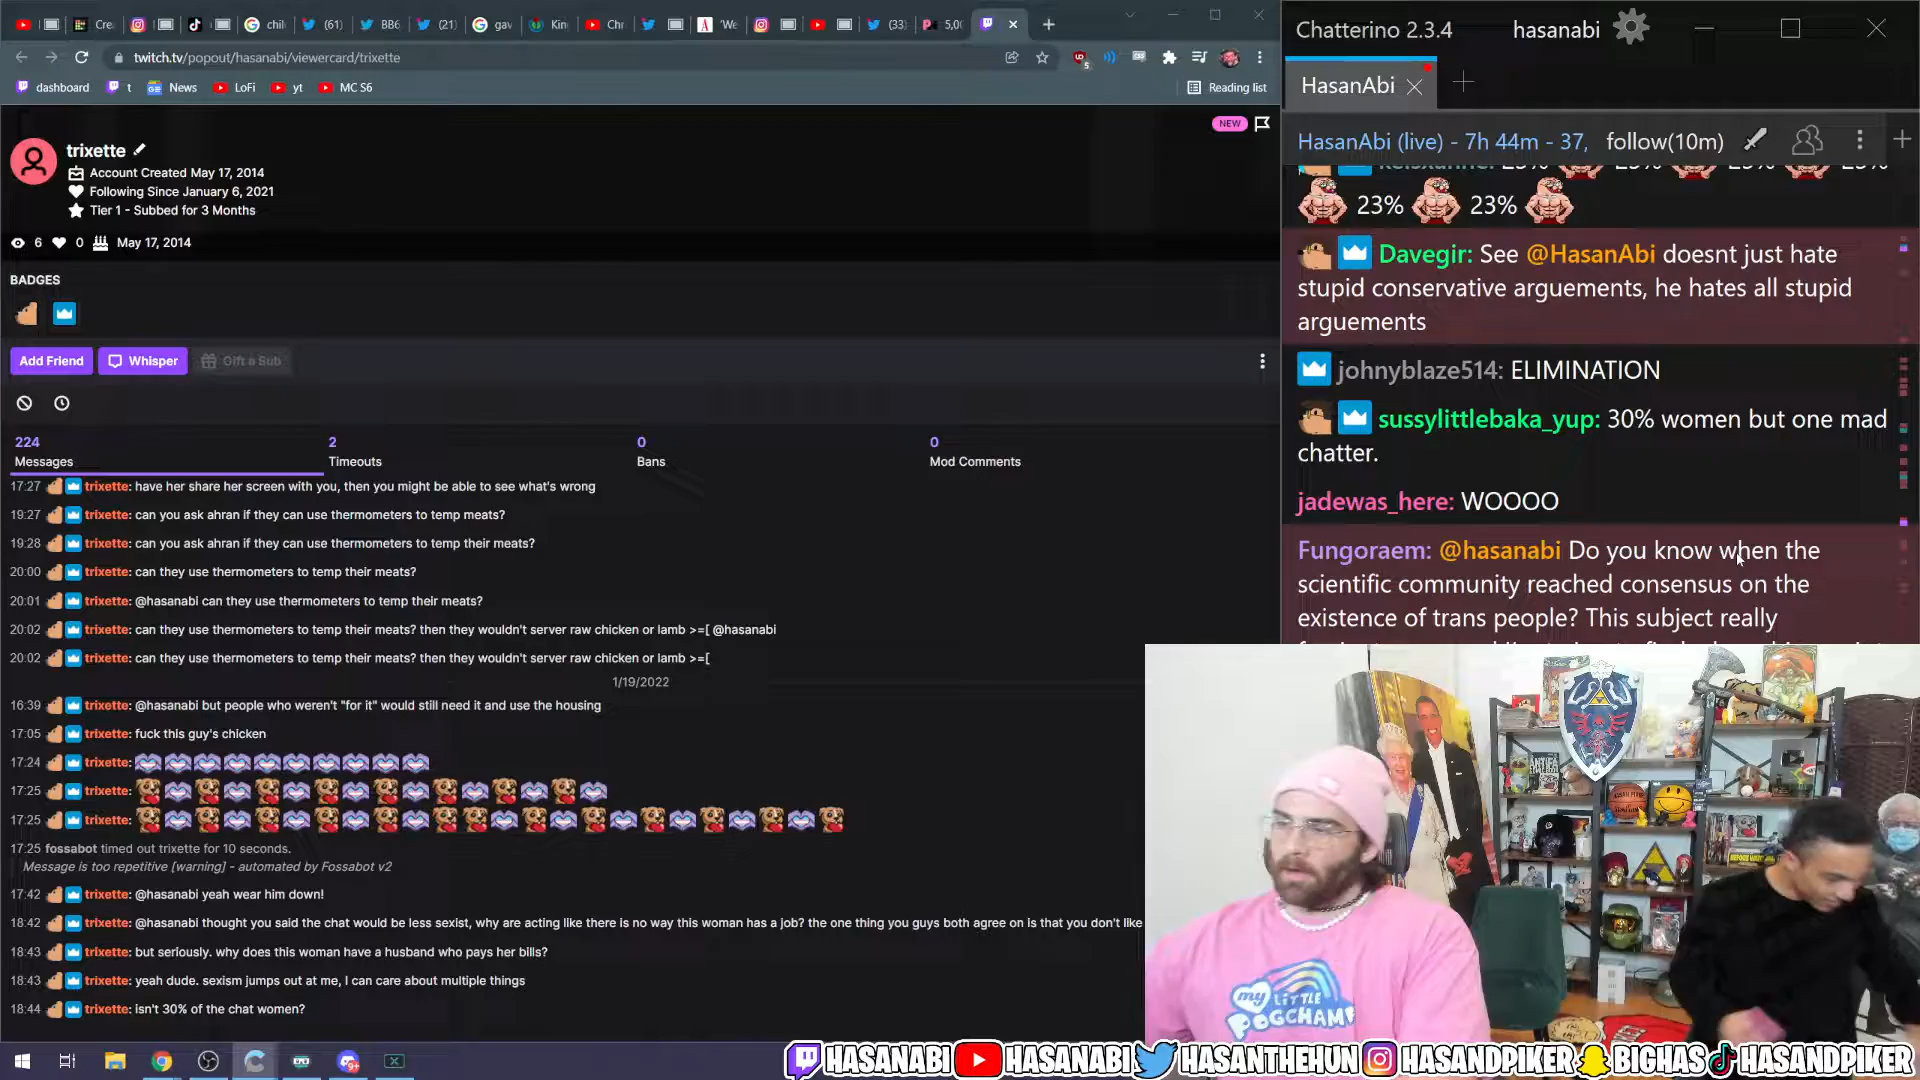 Cre
chil
(61)
BB6
(21)
gav
Kin
Chr
'We
(33)
5,00
twitch.tv/popout/hasanabi/viewercard/trixette
dashboard
t
News
LoFi
yt
MC S6
Reading list
NEW
trixette
Account Created May 17, 2014
Following Since January 6, 2021
Tier 1 - Subbed for 3 Months
6 0 May 17, 2014
BADGES
Add Friend
Whisper
Gift a Sub
224
Messages
2
Timeouts
0
Bans
0
Mod Comments
17:27 trixette: have her share her screen with you, then you might be able to see what's wrong
19:27 trixette: can you ask ahran if they can use thermometers to temp meats?
19:28 trixette: can you ask ahran if they can use thermometers to temp their meats?
20:00 trixette: can they use thermometers to temp their meats?
20:01 trixette: @hasanabi can they use thermometers to temp their meats?
20:02 trixette: can they use thermometers to temp their meats? then they wouldn't server raw chicken or lamb >=[ @hasanabi
20:02 trixette: can they use thermometers to temp their meats? then they wouldn't server raw chicken or lamb >=[
1/19/2022
16:39 trixette: @hasanabi but people who weren't "for it" would still need it and use the housing
17:05 trixette: fuck this guy's chicken
17:24 trixette:
17:25 trixette:
17:25 trixette:
17:25 fossabot timed out trixette for 10 seconds.
Message is too repetitive [warning] - automated by Fossabot v2
17:42 trixette: @hasanabi yeah wear him down!
18:42 trixette: @hasanabi thought you said the chat would be less sexist, why are acting like there is no way this woman has a job? the one thing you guys both agree on is that you don't like
18:43 trixette: but seriously. why does this woman have a husband who pays her bills?
18:43 trixette: yeah dude. sexism jumps out at me, I can care about multiple things
18:44 trixette: isn't 30% of the chat women?
Chatterino 2.3.4
hasanabi
HasanAbi
HasanAbi (live) - 7h 44m - 37,
follow(10m)
23% 23%
Davegir: See @HasanAbi doesnt just hate
stupid conservative arguements, he hates all stupid
arguements
johnyblaze514: ELIMINATION
sussylittlebaka_yup: 30% women but one mad
chatter.
jadewas_here: WOOOO
Fungoraem: @hasanabi Do you know when the
scientific community reached consensus on the
existence of trans people? This subject really
my LiTTLE
POGCHAMP
HASANABI
HASANABI
HASANTHEHUN
HASANDPIKER
BIGHAS
HASANDPIKER